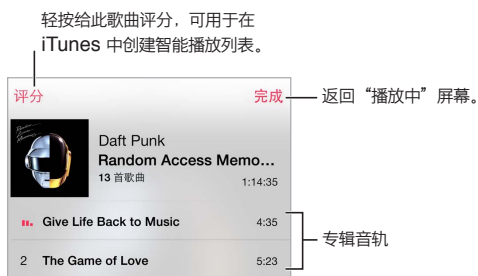 轻按给此歌曲评分，可用于在
iTunes 中创建智能播放列表。
评分
完成
返回“播放中”屏幕。
Daft Punk
Random Access Memo...
13 首歌曲
1:14:35
Give Life Back to Music 4:35
专辑音轨
2 The Game of Love 5:23